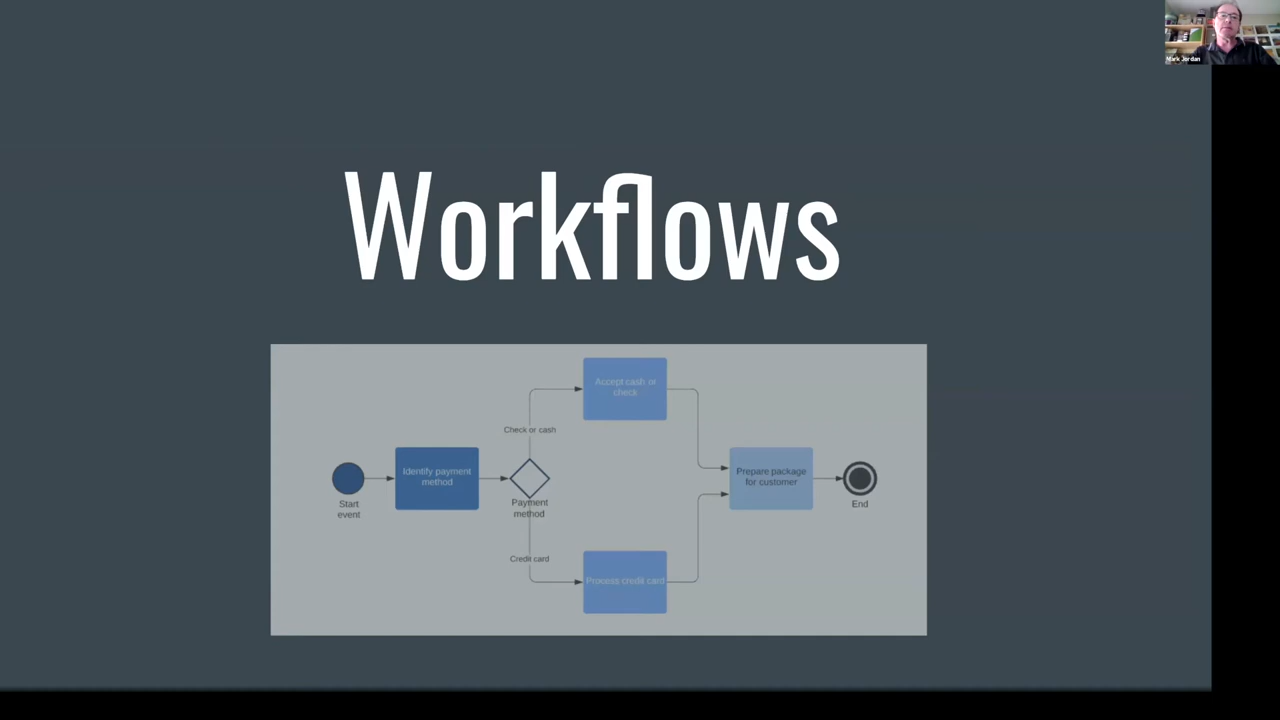 Mark Jordan
Workflows
Accept cash or
check
Check or cash
Identify payment
method
Prepare package
for customer
Start
event
Payment
method
End
Credit card
Process credit card